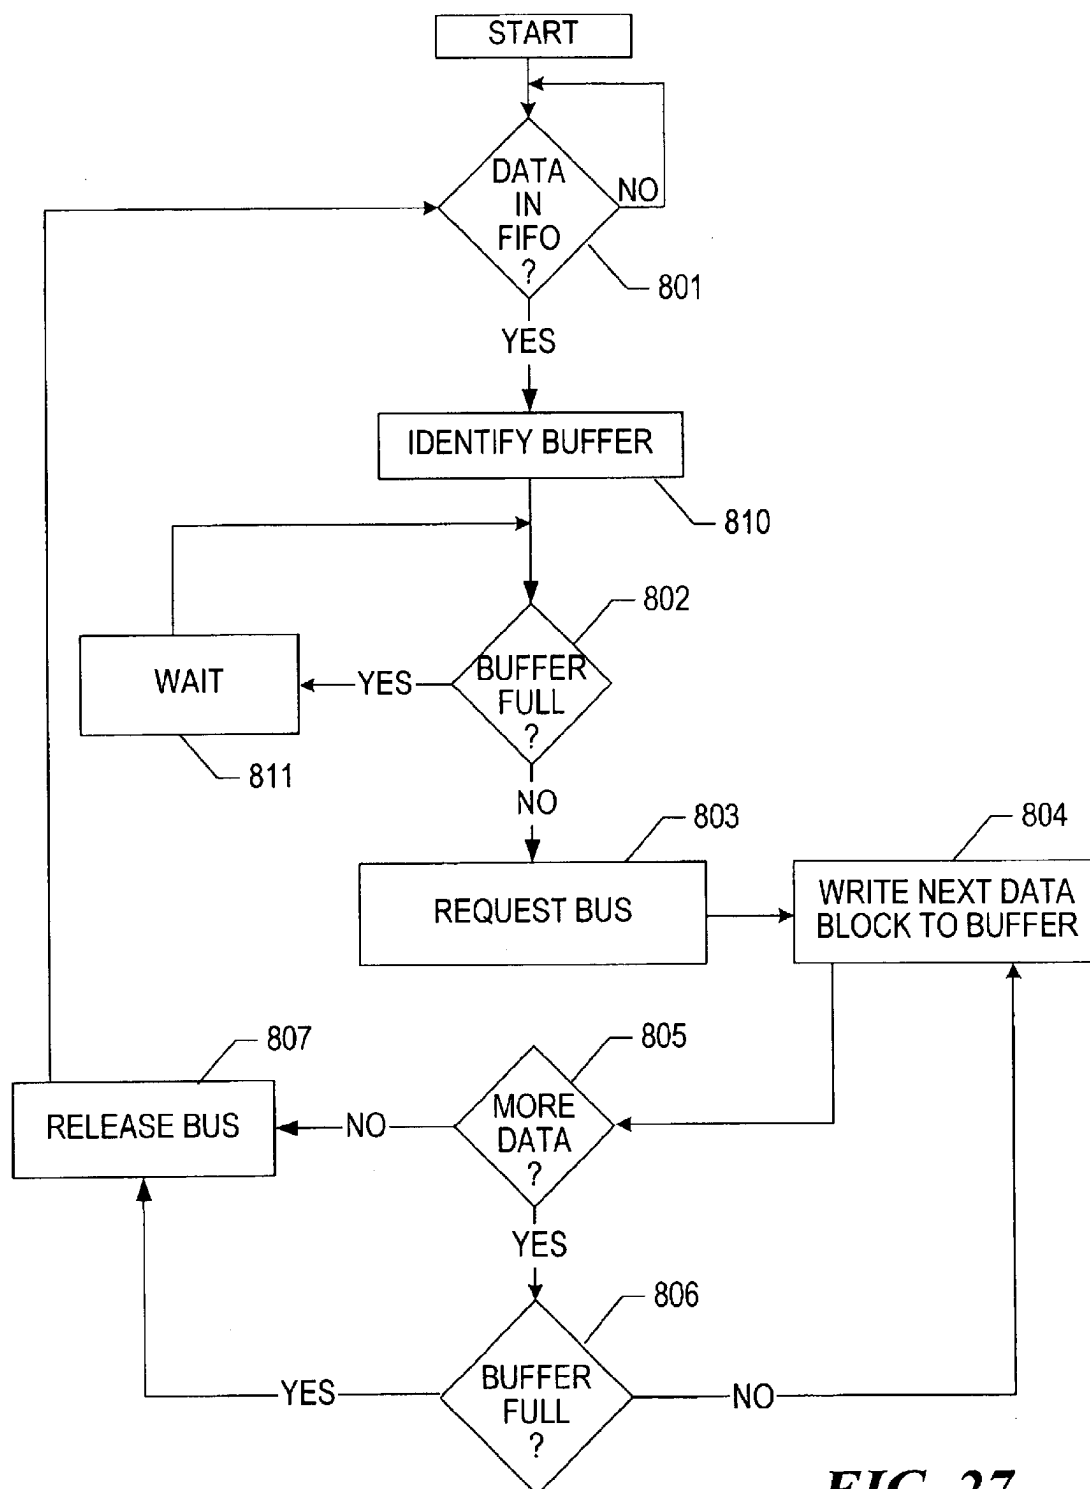 START
DATA
IN
FIFO
?
NO
801
YES
IDENTIFY BUFFER
810
802
BUFFER
FULL
?
YES
WAIT
811
NO
803
REQUEST BUS
804
WRITE NEXT DATA
BLOCK TO BUFFER
805
MORE
DATA
?
NO
807
RELEASE BUS
YES
806
BUFFER
FULL
?
YES
NO
FIG. 27